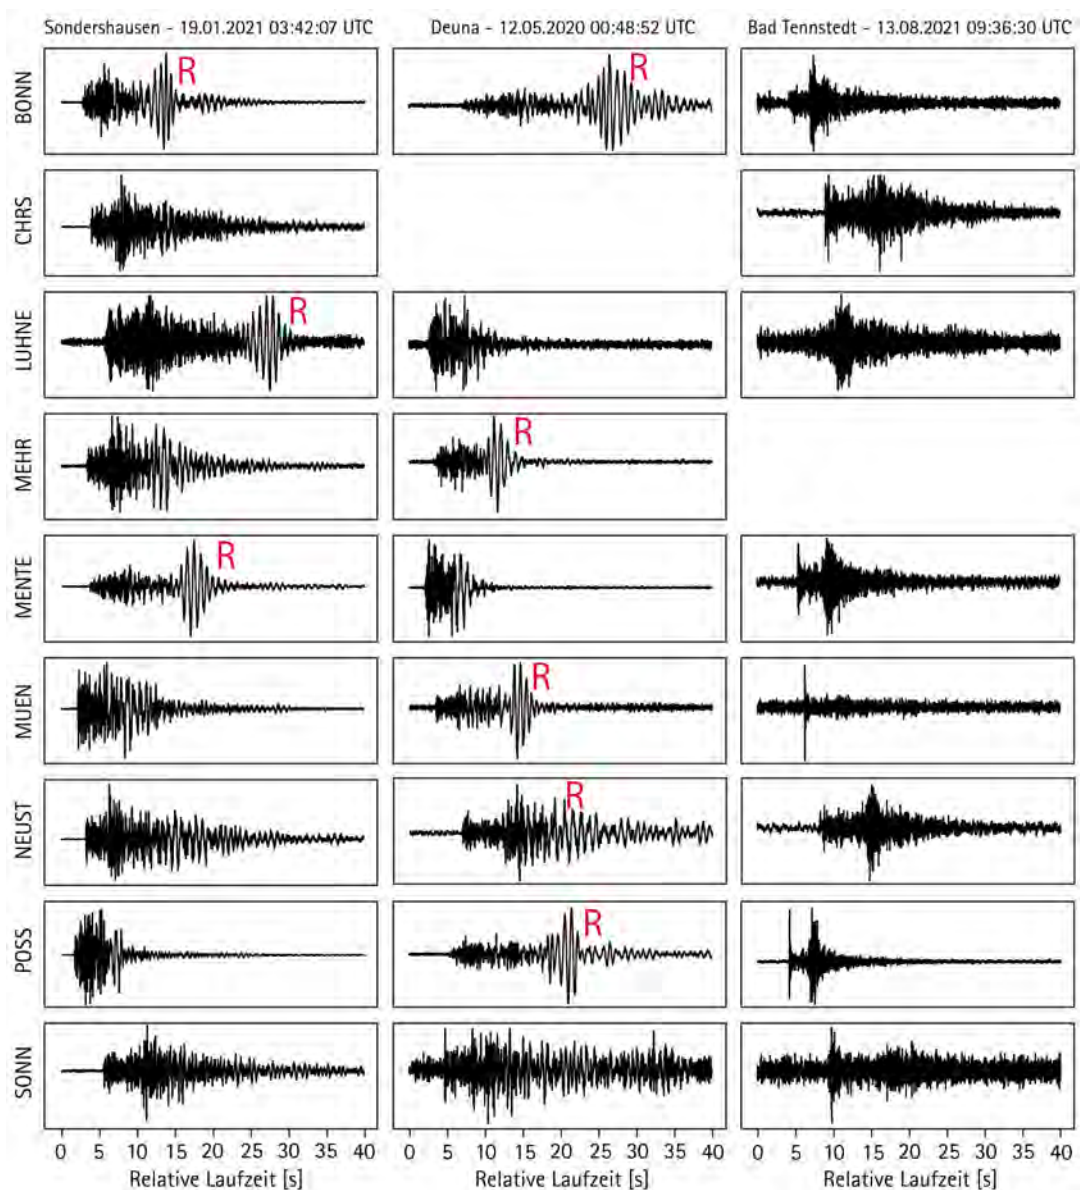 Sondershausen - 19.01.2021 03:42:07 UTC
Deuna - 12.05.2020 00:48:52 UTC
Bad Tennstedt - 13.08.2021 09:36:30 UTC
BONN
R
R
CHRS
LUHNE
R
MEHR
R
MENTE
R
MUEN
R
NEUST
R
POSS
R
SONN
0 5 10 15 20 25 30 35 40
0 5 10 15 20 25 30 35 40
0 5 10 15 20 25 30 35 40
Relative Laufzeit [s]
Relative Laufzeit [s]
Relative Laufzeit [s]